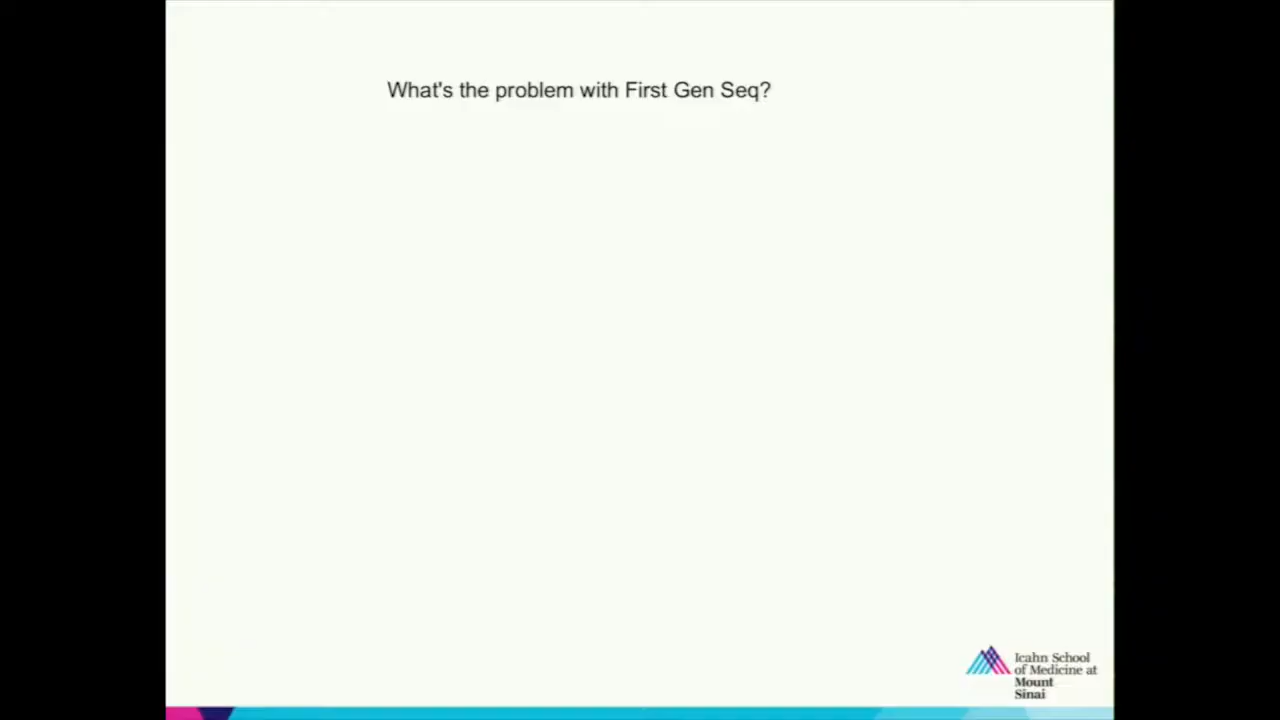 What's the problem with First Gen Seq?
Icahn School
of Medicine at
Mount
Sinai